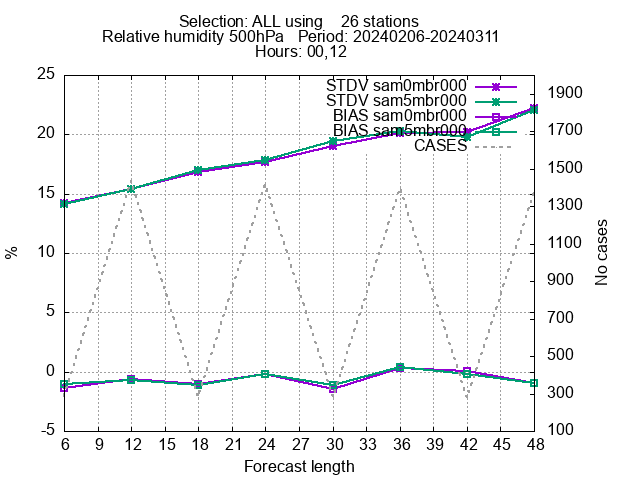 Selection: ALL using    26 stations
Relative humidity 500hPa   Period: 20240206-20240311
Hours: 00,12
STDV sam0mbr000
STDV sam5mbr000
BIAS sam0mbr000
BIAS sam5mbr000
CASES
25
20
15
10
5
0
-5
%
1900
1700
1500
1300
1100
900
700
500
300
100
No cases
6 12 18 21 24 27 30 33 36 39 42 45 48
Forecast length